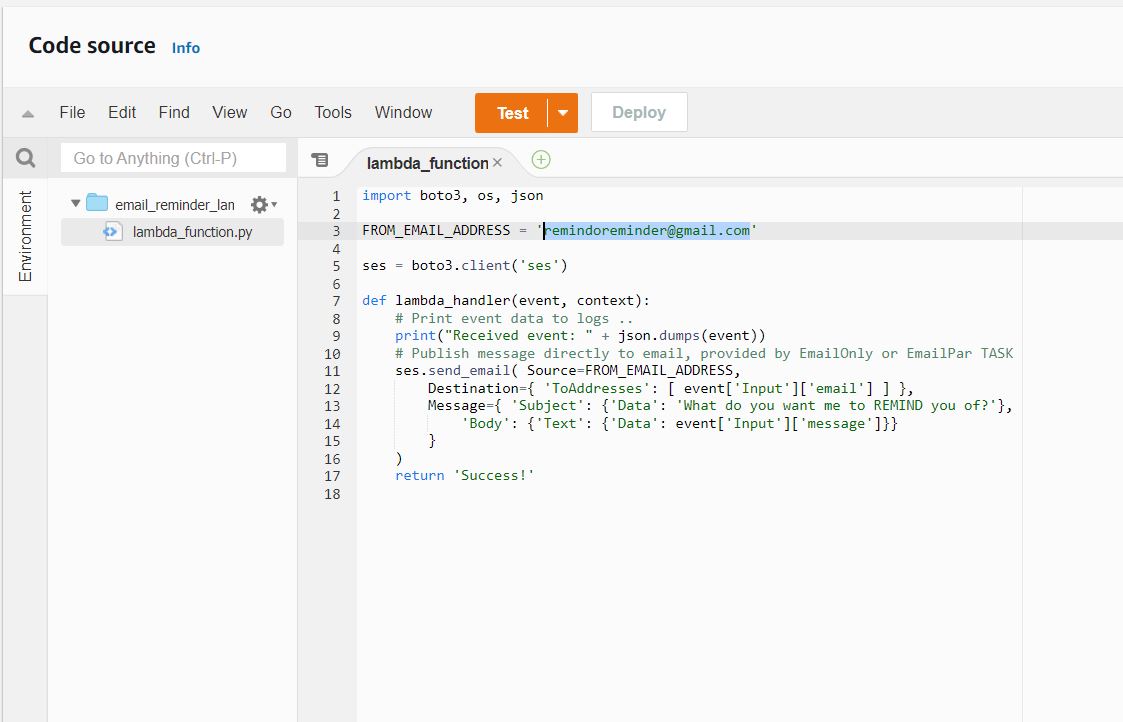 Code source Info
File Edit Find View Go Tools Window Test Deploy
Go to Anything (Ctrl-P)
lambda_function
Environment
email_reminder_lan
lambda_function.py
1 import boto3, os, json
2
3 FROM_EMAIL_ADDRESS = 'remindoreminder@gmail.com'
4
5 ses = boto3.client('ses')
6
7 def lambda_handler(event, context):
8     # Print event data to logs ..
9     print("Received event: " + json.dumps(event))
10     # Publish message directly to email, provided by EmailOnly or EmailPar TASK
11     ses.send_email( Source=FROM_EMAIL_ADDRESS,
12         Destination={ 'ToAddresses': [ event['Input']['email'] ] },
13         Message={ 'Subject': {'Data': 'What do you want me to REMIND you of?'},
14             'Body': {'Text': {'Data': event['Input']['message']}}
15         }
16     )
17     return 'Success!'
18